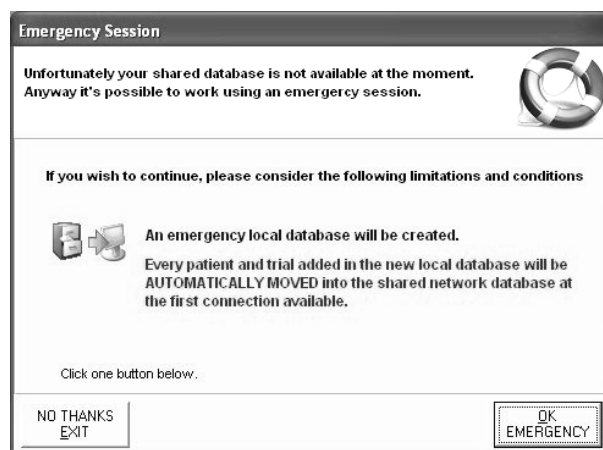 Emergency Session
Unfortunately your shared database is not available at the moment.
Anyway it's possible to work using an emergercy session.
If you wish to continue, please consider the following limitations and conditions
An emergency local database will be created.
Every patient and trial added in the new local database will be
AUTOMATICALLY MOVED into the shared network database at
the first connection available.
Click one button below.
NO THANKS
EXIT
OK
EMERGENCY